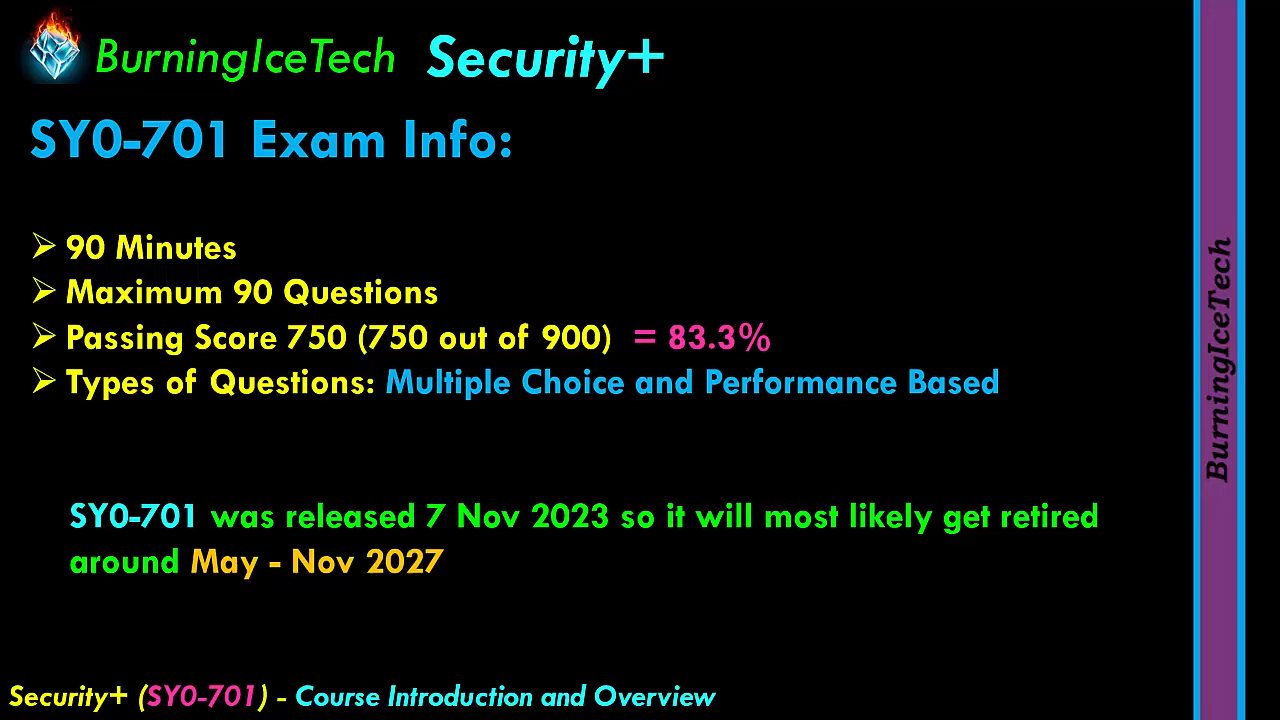 BurningIceTech Security+
SY0-701 Exam Info:
➢ 90 Minutes
➢ Maximum 90 Questions
➢ Passing Score 750 (750 out of 900) = 83.3%
➢ Types of Questions: Multiple Choice and Performance Based
SY0-701 was released 7 Nov 2023 so it will most likely get retired
around May - Nov 2027
Security+ (SY0-701) - Course Introduction and Overview
BurningIceTech